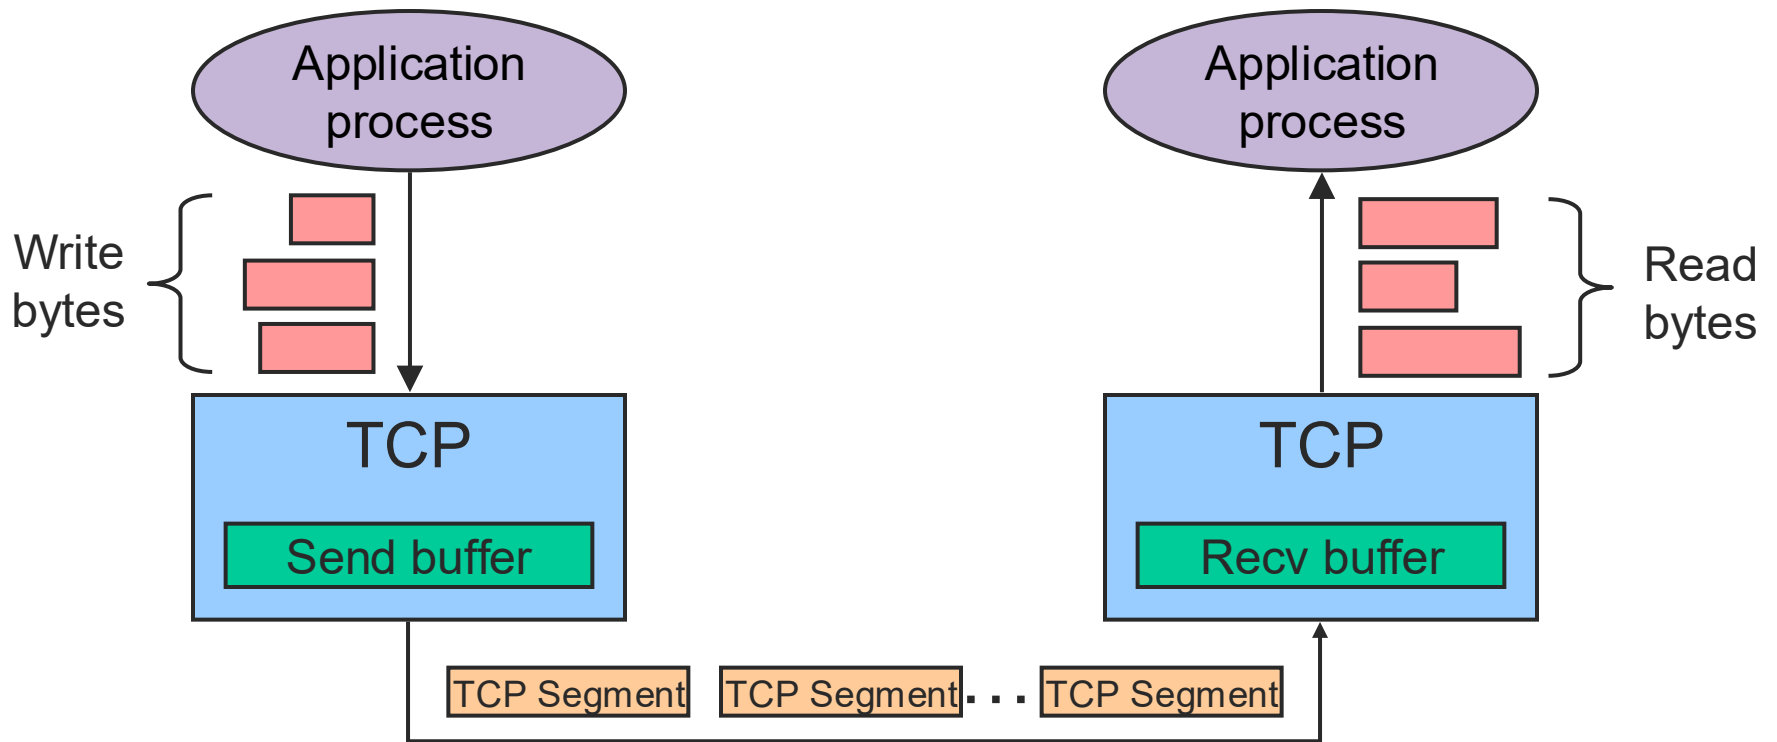 Application
process
Application
process
Write
bytes
Read
bytes
TCP
TCP
Send buffer
Recv buffer
TCP Segment
TCP Segment
...
TCP Segment